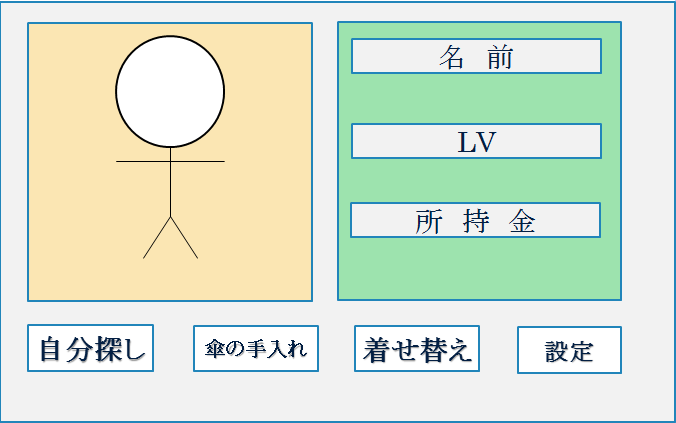 名 前
LV
所 持 金
自分探し
傘の手入れ
着せ替え
設定